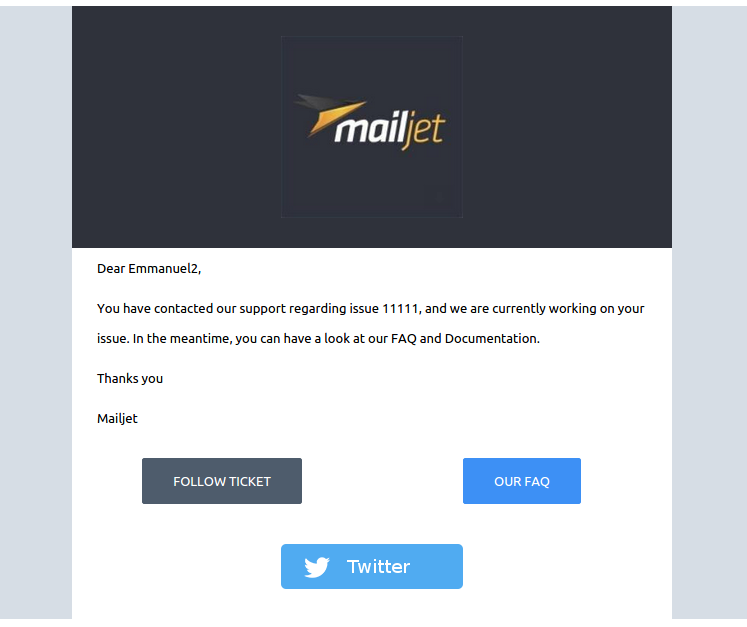 mailjet
Dear Emmanuel2,
You have contacted our support regarding issue 11111, and we are currently working on your
issue. In the meantime, you can have a look at our FAQ and Documentation.
Thanks you
Mailjet
FOLLOW TICKET
OUR FAQ
Twitter